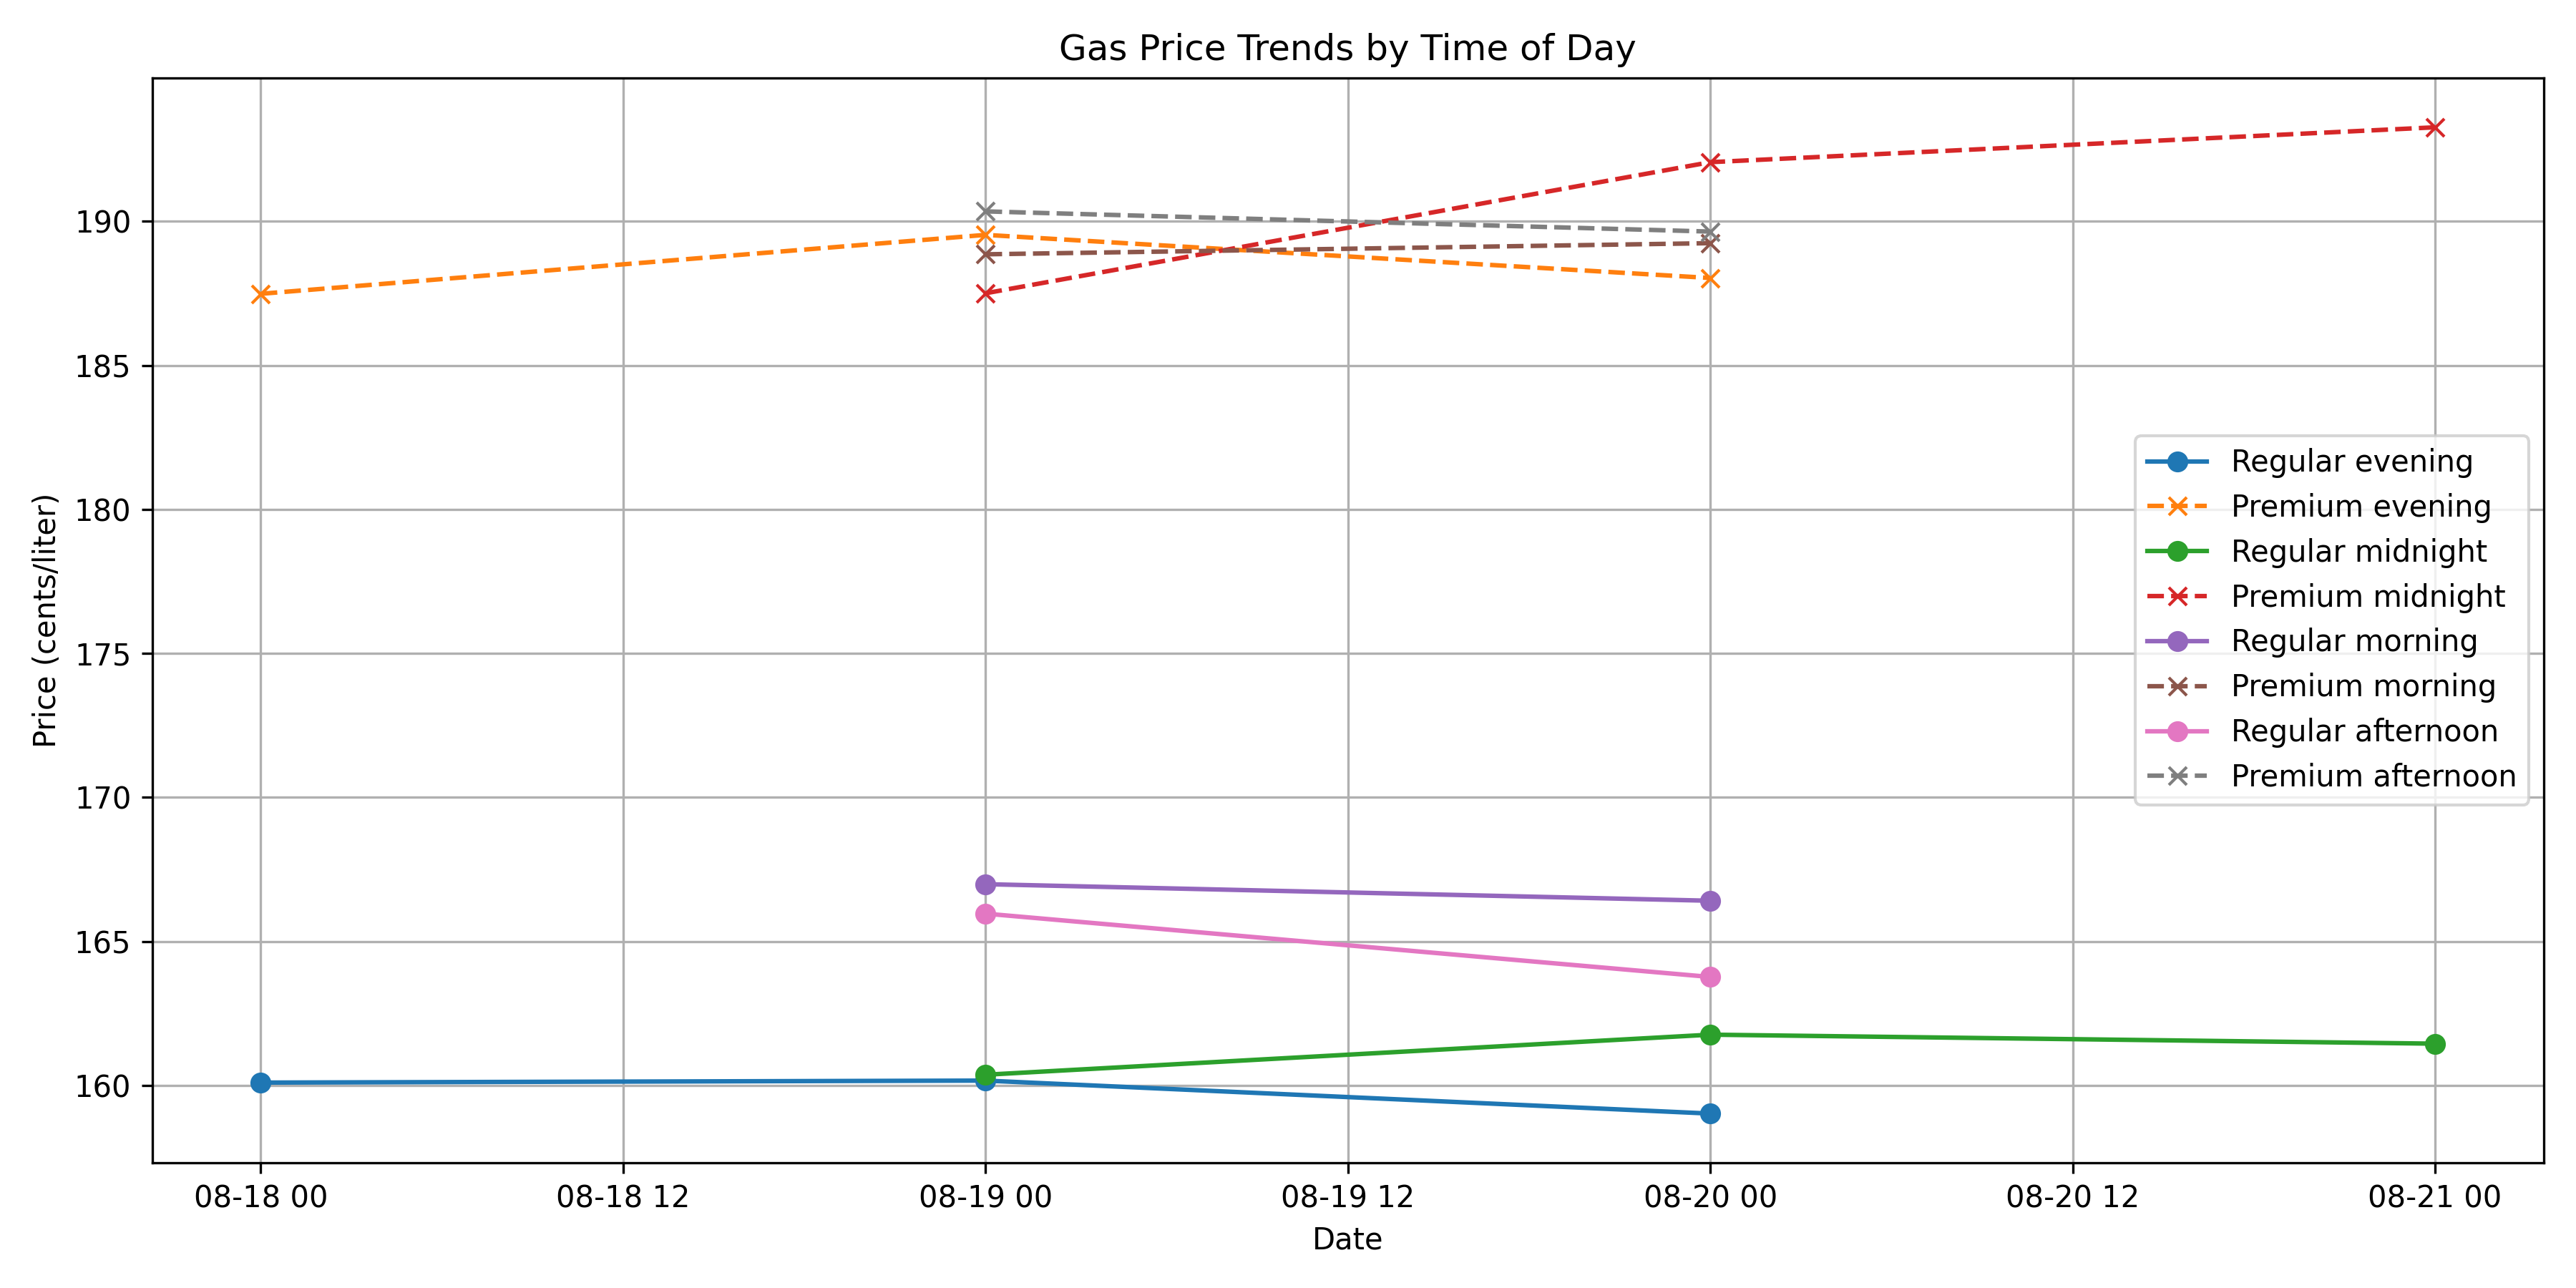 Gas Price Trends by Time of Day
Price (cents/liter)
190
185
180
175
170
165
160
Regular evening
Premium evening
Regular midnight
Premium midnight
Regular morning
Premium morning
Regular afternoon
Premium afternoon
08-18 00
08-18 12
08-19 00
08-19 12
08-20 00
08-20 12
08-21 00
Date